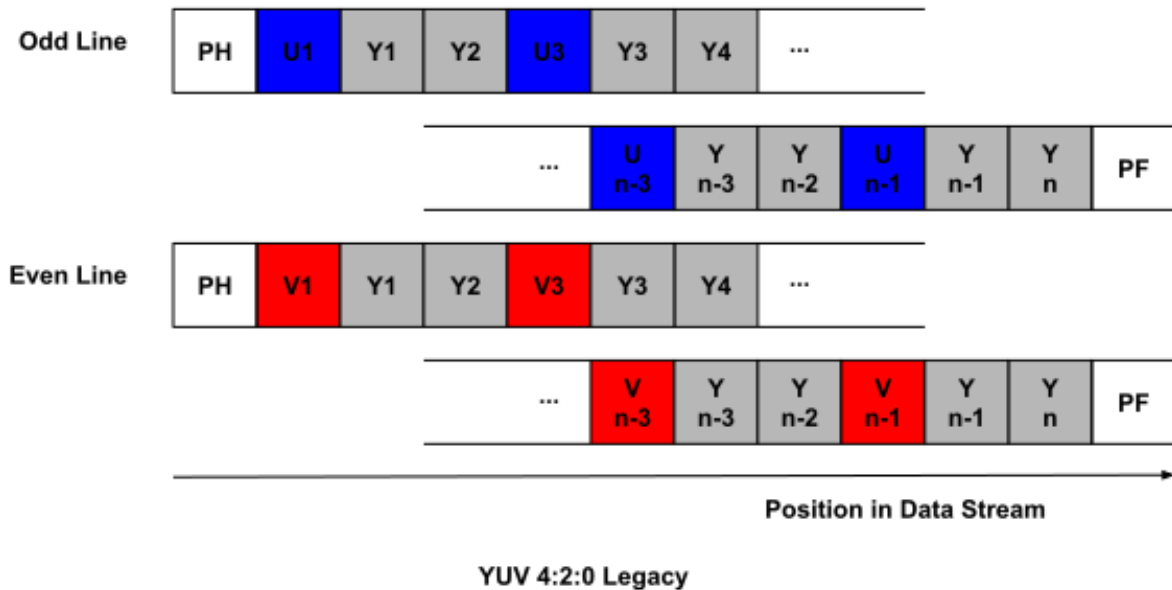 Odd Line PH U1 Y1 Y2 U3 Y3 Y4 ...
... U n-3 Y n-3 Y n-2 U n-1 Y n-1 Y n PF
Even Line PH V1 Y1 Y2 V3 Y3 Y4 ...
... V n-3 Y n-3 Y n-2 V n-1 Y n-1 Y n PF
Position in Data Stream
YUV 4:2:0 Legacy